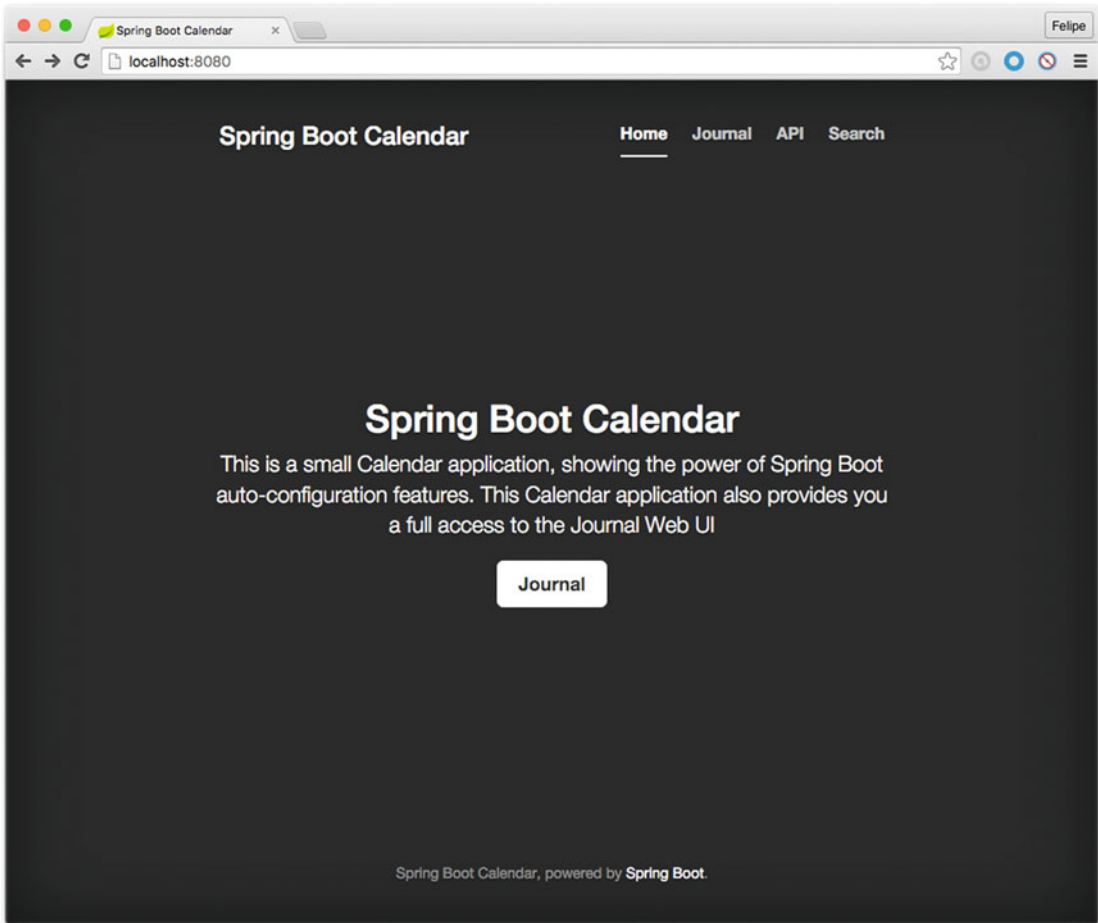 Spring Boot Calendar
Felipe
localhost:8080
Spring Boot Calendar
Home Journal API Search
Spring Boot Calendar
This is a small Calendar application, showing the power of Spring Boot
auto-configuration features. This Calendar application also provides you
a full access to the Journal Web UI
Journal
Spring Boot Calendar, powered by Spring Boot.